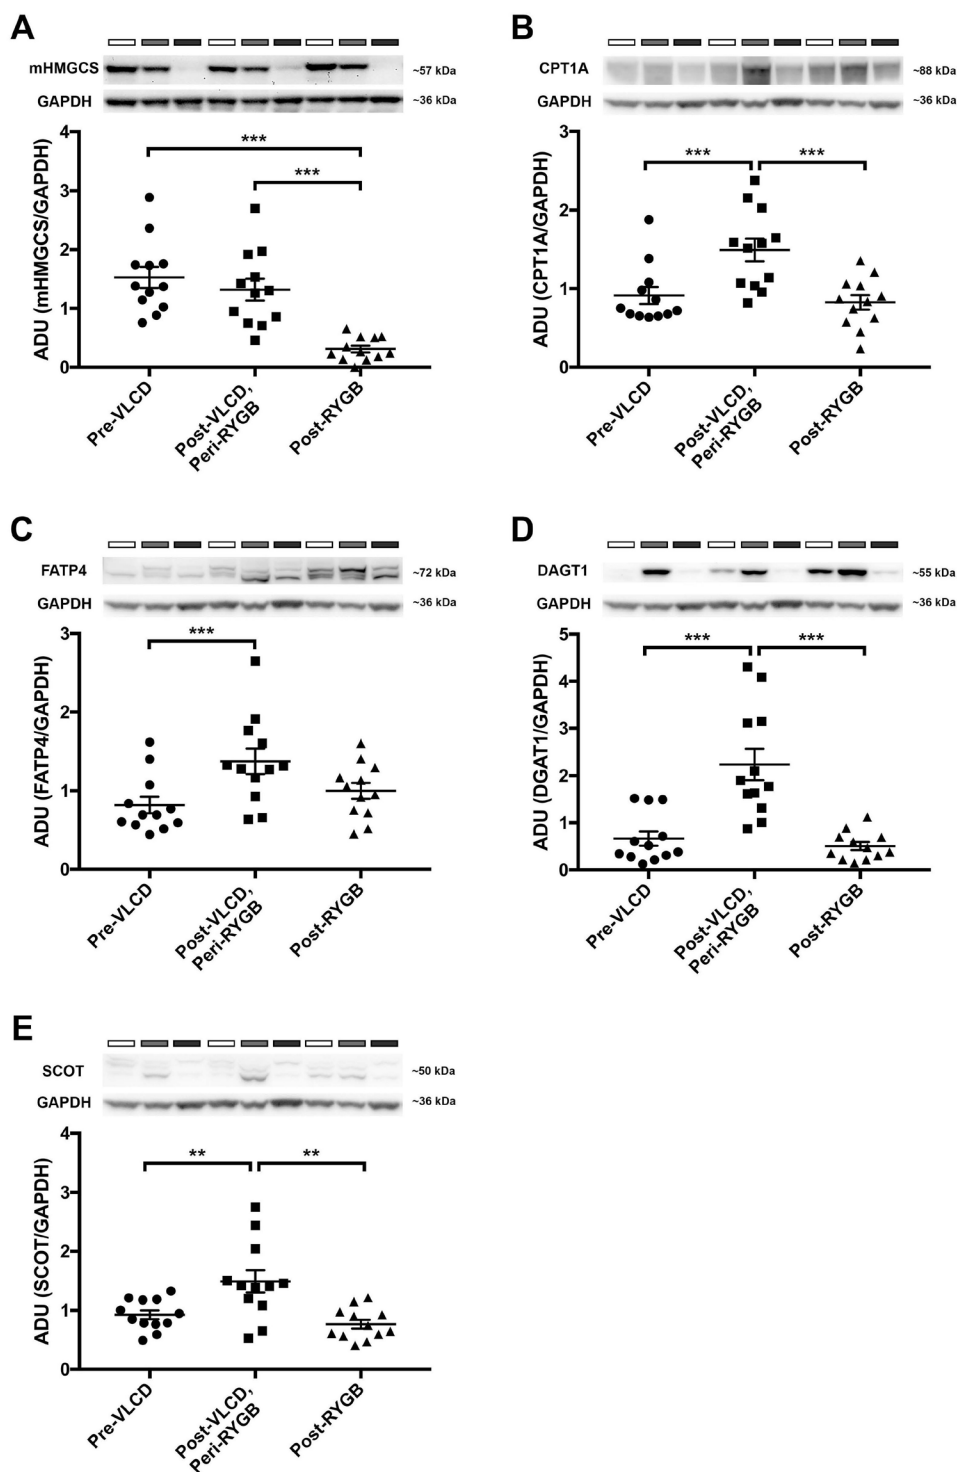 A
mHMGCS
~57 kDa
GAPDH
~36 kDa
ADU (mHMGCS/GAPDH)
4
3
2
1
0
***
***
Pre-VLCD
Post-VLCD,
Peri-RYGB
Post-RYGB
B
CPT1A
~88 kDa
GAPDH
~36 kDa
ADU (CPT1A/GAPDH)
3
2
1
0
***
***
Pre-VLCD
Post-VLCD,
Peri-RYGB
Post-RYGB
C
FATP4
~72 kDa
GAPDH
~36 kDa
ADU (FATP4/GAPDH)
3
2
1
0
***
Pre-VLCD
Post-VLCD,
Peri-RYGB
Post-RYGB
D
DAGT1
~55 kDa
GAPDH
~36 kDa
ADU (DGAT1/GAPDH)
5
4
3
2
1
0
***
***
Pre-VLCD
Post-VLCD,
Peri-RYGB
Post-RYGB
E
SCOT
~50 kDa
GAPDH
~36 kDa
ADU (SCOT/GAPDH)
4
3
2
1
0
**
**
Pre-VLCD
Post-VLCD,
Peri-RYGB
Post-RYGB